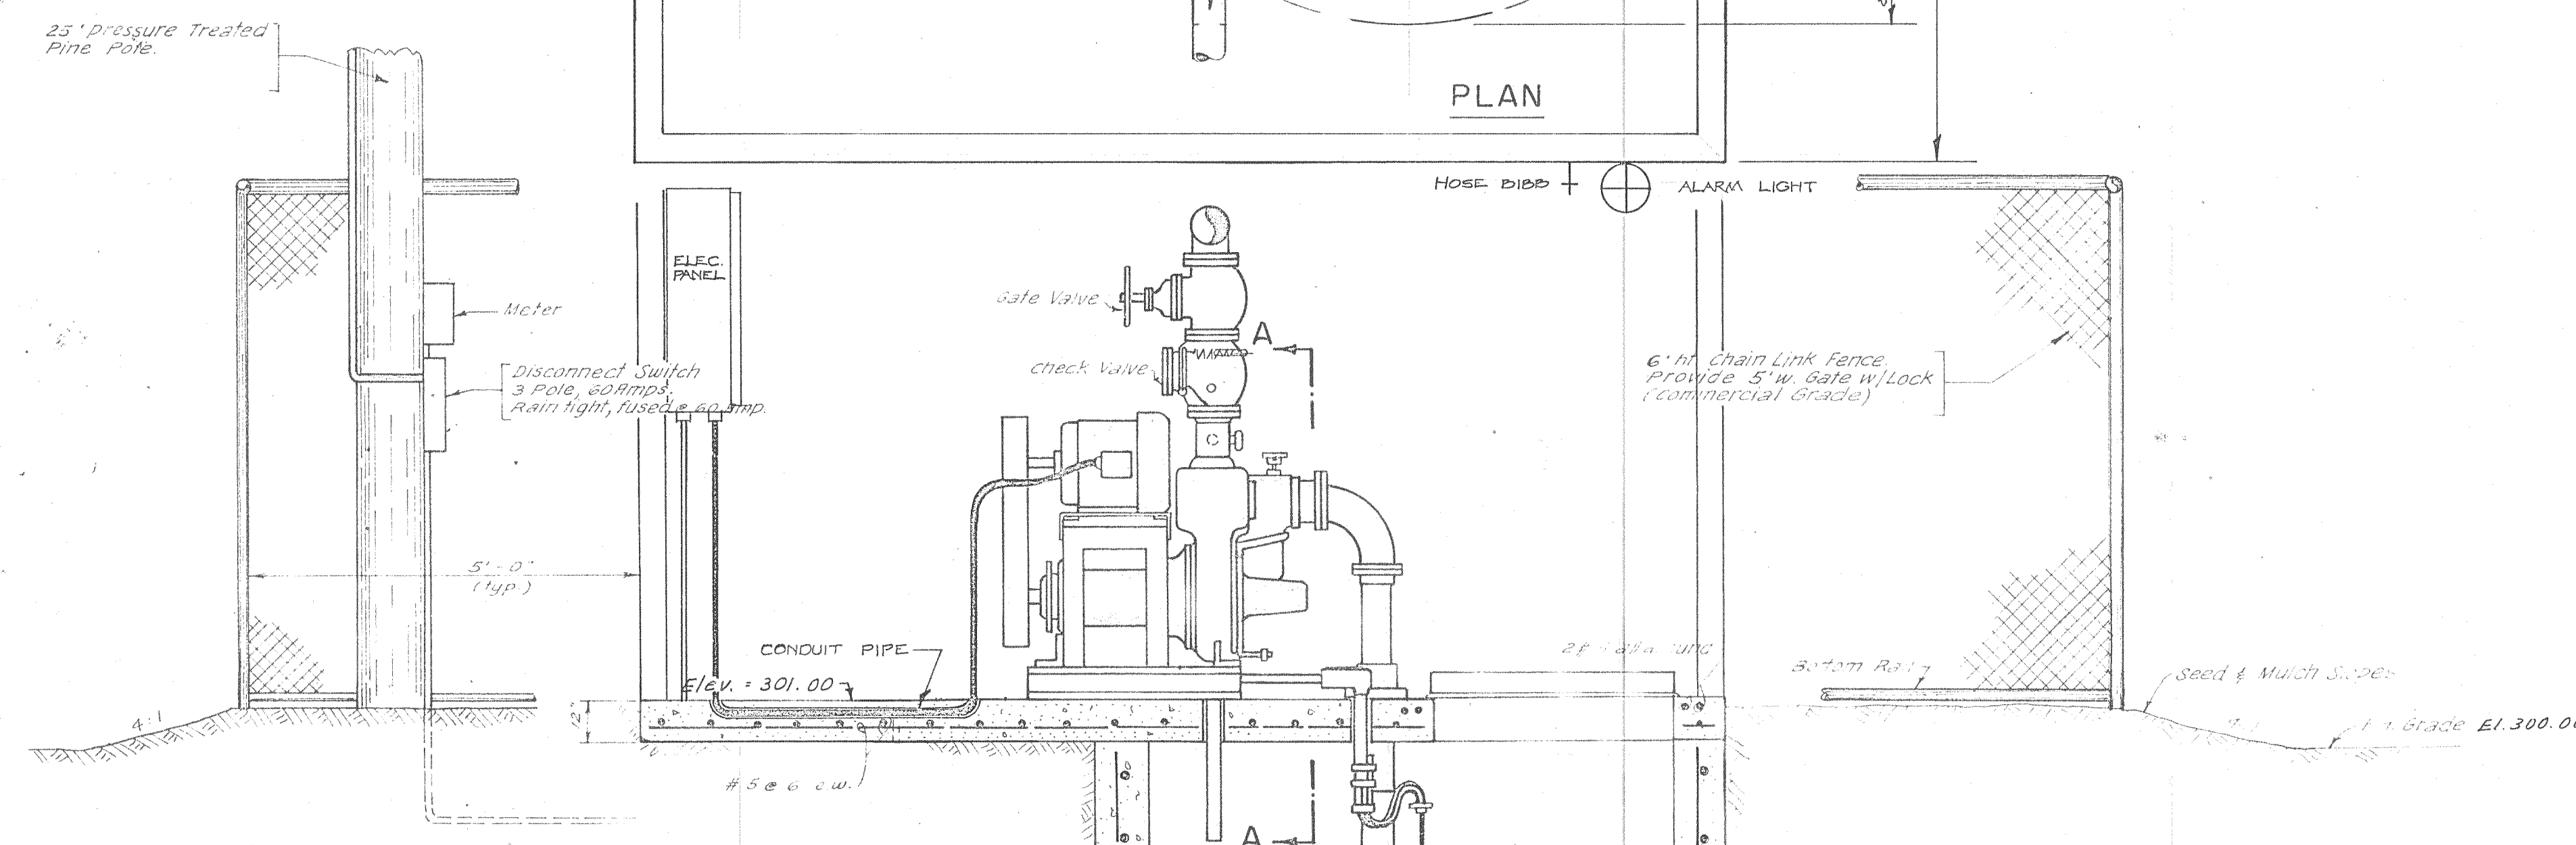 25' Pressure Treated
Pine Pole.
PLAN
HOSE BIBB
ALARM LIGHT
ELEC.
PANEL
Meter
Gate Valve
A
Check Valve
Disconnect Switch
3 Pole, 60 Amps.
Rain tight, fused @ 60 Amp.
6' ht. Chain Link Fence.
Provide 5' w. Gate w/Lock
(Commercial Grade)
5'-0"
(typ.)
CONDUIT PIPE
Elev. = 301.00
Bottom Rail
Seed & Mulch Slopes
4:1
Grade El. 300.00
# 5 @ 6
A